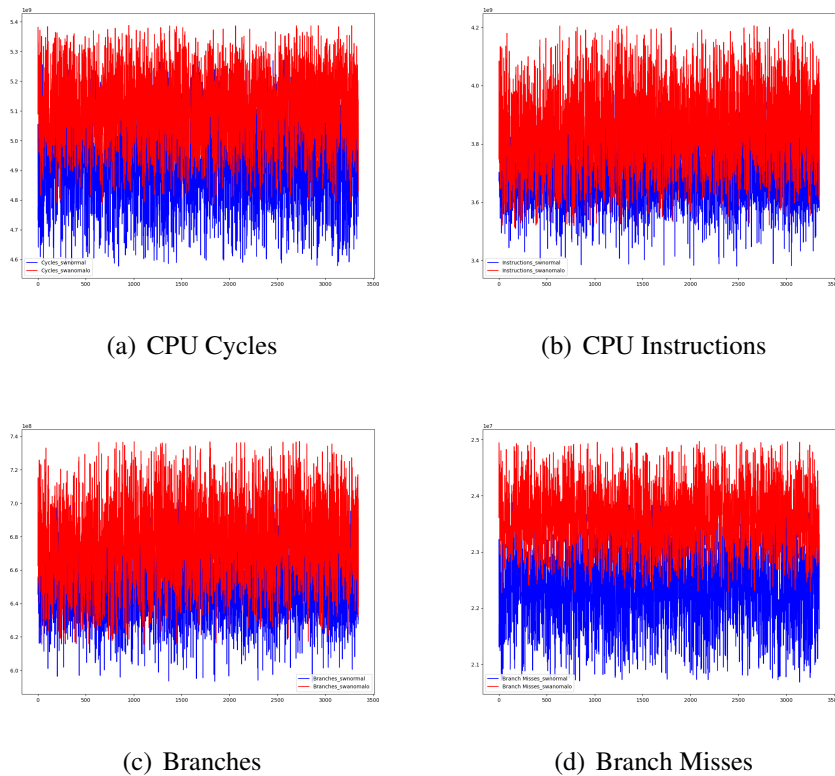 1e9
5.4
5.3
5.2
5.1
5.0
4.9
4.8
4.7
4.6
Cycles_swnormal
Cycles_swanomalo
0 500 1000 1500 2000 2500 3000 3500
(a) CPU Cycles
1e9
4.2
4.0
3.8
3.6
3.4
Instructions_swnormal
Instructions_swanomalo
0 500 1000 1500 2000 2500 3000 3500
(b) CPU Instructions
1e8
7.4
7.2
7.0
6.8
6.6
6.4
6.2
6.0
Branches_swnormal
Branches_swanomalo
0 500 1000 1500 2000 2500 3000 3500
(c) Branches
1e7
2.5
2.4
2.3
2.2
2.1
Branch Misses_swnormal
Branch Misses_swanomalo
0 500 1000 1500 2000 2500 3000 350
(d) Branch Misses